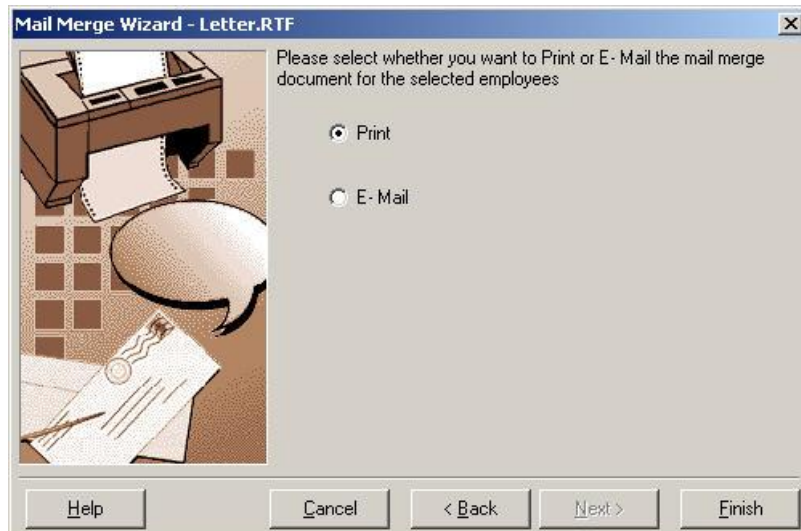 Mail Merge Wizard - Letter.RTF
Please select whether you want to Print or E- Mail the mail merge
document for the selected employees
Print
E- Mail
Help Cancel < Back Next > Finish